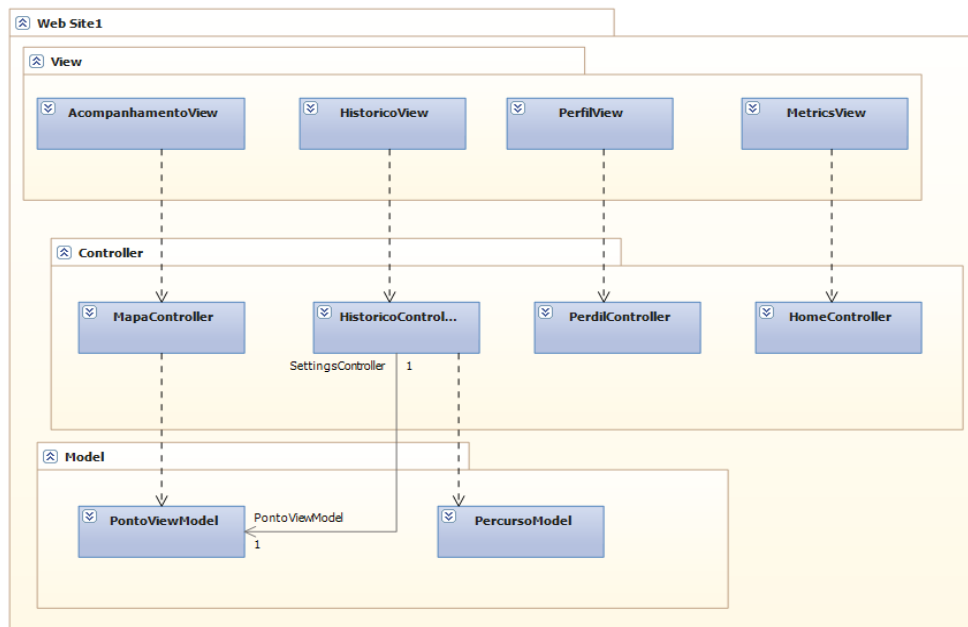 Web Site1
View
AcompanhamentoView
HistoricoView
PerfilView
MetricsView
Controller
MapaController
HistoricoControl...
PerdilController
HomeController
SettingsController
1
Model
PontoViewModel
PontoViewModel
1
PercursoModel